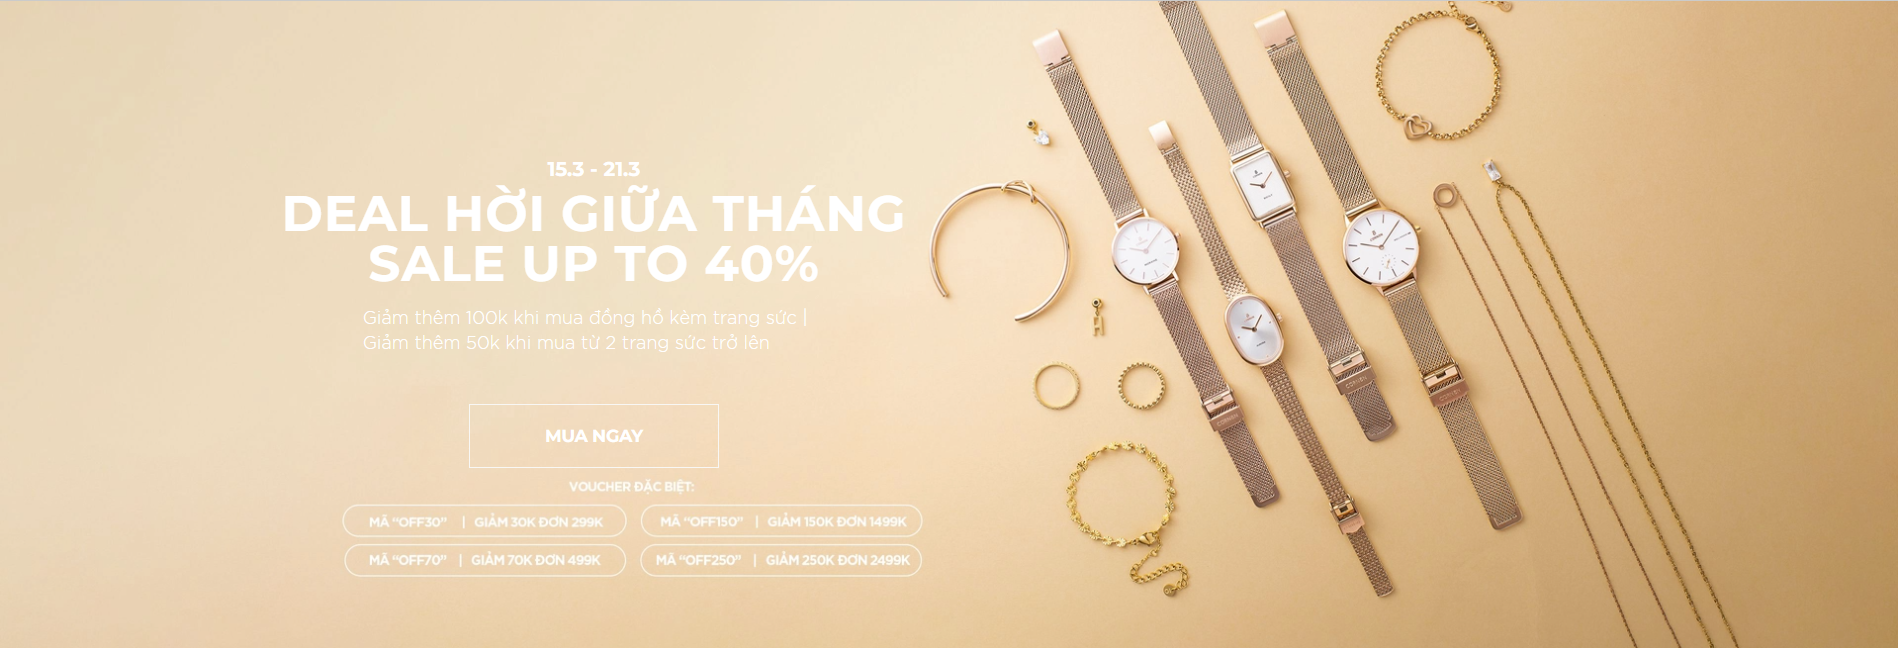 15.3 - 21.3
DEAL HỜI GIỮA THÁNG
SALE UP TO 40%
Giảm thêm 100k khi mua đồng hồ kèm trang sức |
Giảm thêm 50k khi mua từ 2 trang sức trở lên
MUA NGAY
VOUCHER ĐẶC BIỆT:
MÃ “OFF30” | GIẢM 30K ĐƠN 299K
MÃ “OFF150” | GIẢM 150K ĐƠN 1499K
MÃ “OFF70” | GIẢM 70K ĐƠN 499K
MÃ “OFF250” | GIẢM 250K ĐƠN 2499K
H